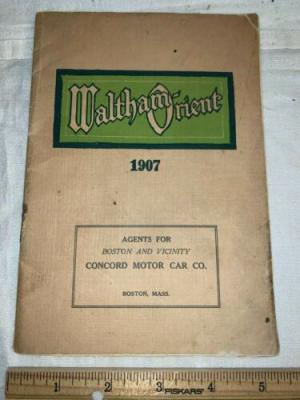 Waltham-Orient
1907
AGENTS FOR
BOSTON AND VICINITY
CONCORD MOTOR CAR CO.
BOSTON, MASS.
1 2 3 4 5
FISKARS